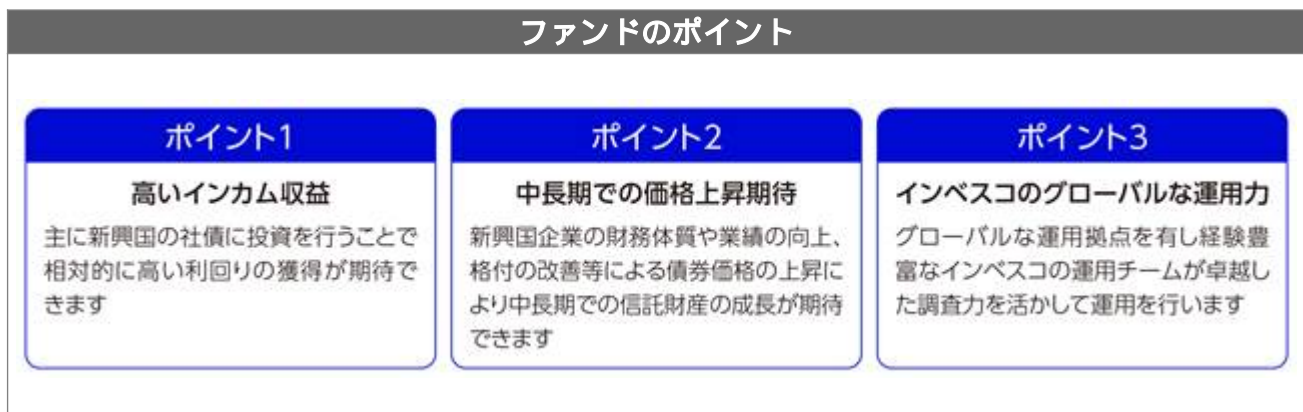 ファンドのポイント
ポイント1
高いインカム収益
主に新興国の社債に投資を行うことで
相対的に高い利回りの獲得が期待で
きます
ポイント2
中長期での価格上昇期待
新興国企業の財務体質や業績の向上、
格付の改善等による債券価格の上昇に
より中長期での信託財産の成長が期待
できます
ポイント3
インベスコのグローバルな運用力
グローバルな運用拠点を有し経験豊
富なインベスコの運用チームが卓越し
た調査力を活かして運用を行います